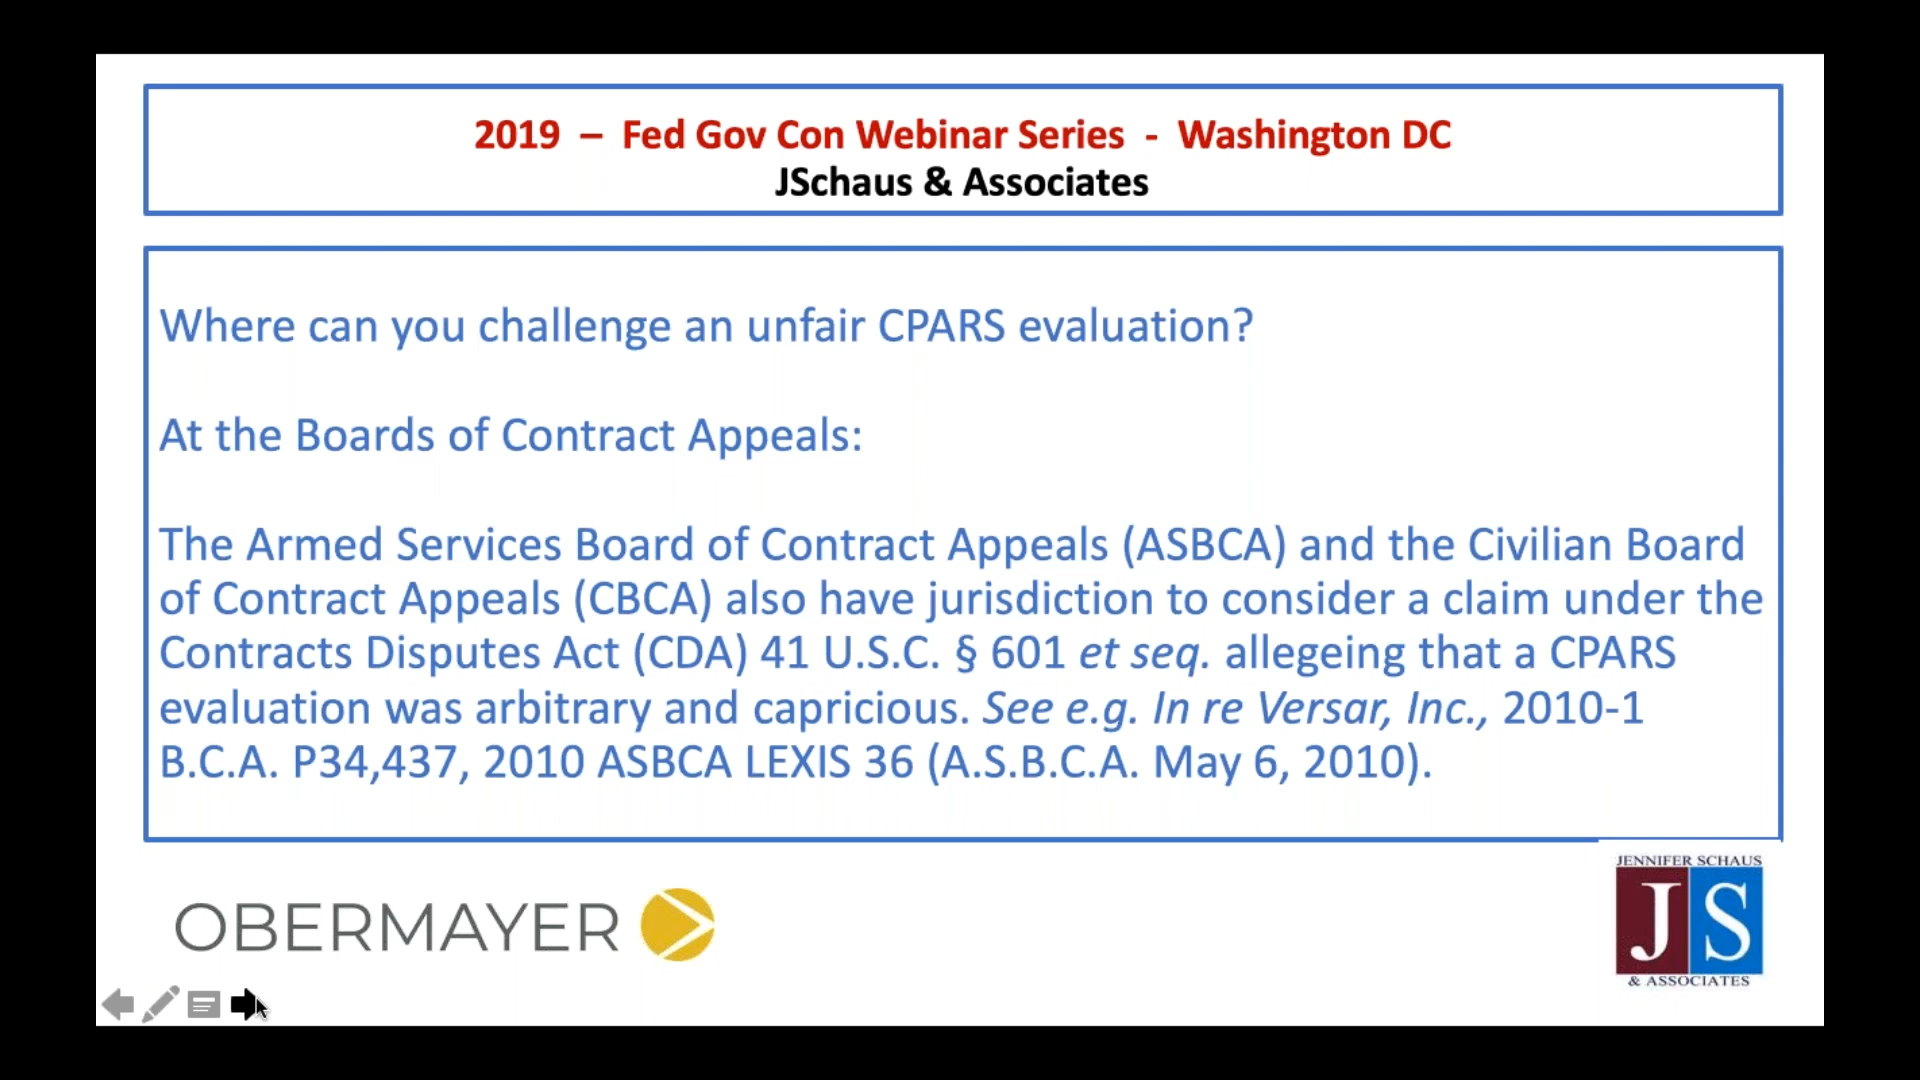 2019 – Fed Gov Con Webinar Series - Washington DC
JSchaus & Associates
Where can you challenge an unfair CPARS evaluation?
At the Boards of Contract Appeals:
The Armed Services Board of Contract Appeals (ASBCA) and the Civilian Board
of Contract Appeals (CBCA) also have jurisdiction to consider a claim under the
Contracts Disputes Act (CDA) 41 U.S.C. § 601 et seq. allegeing that a CPARS
evaluation was arbitrary and capricious. See e.g. In re Versar, Inc., 2010-1
B.C.A. P34,437, 2010 ASBCA LEXIS 36 (A.S.B.C.A. May 6, 2010).
OBERMAYER
JENNIFER SCHAUS
JS
& ASSOCIATES